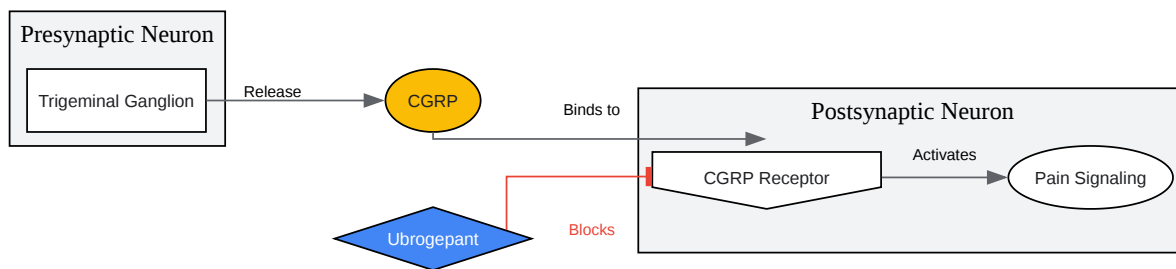 Presynaptic Neuron
Trigeminal Ganglion
Release
CGRP
Binds to
Postsynaptic Neuron
CGRP Receptor
Activates
Pain Signaling
Ubrogepant
Blocks